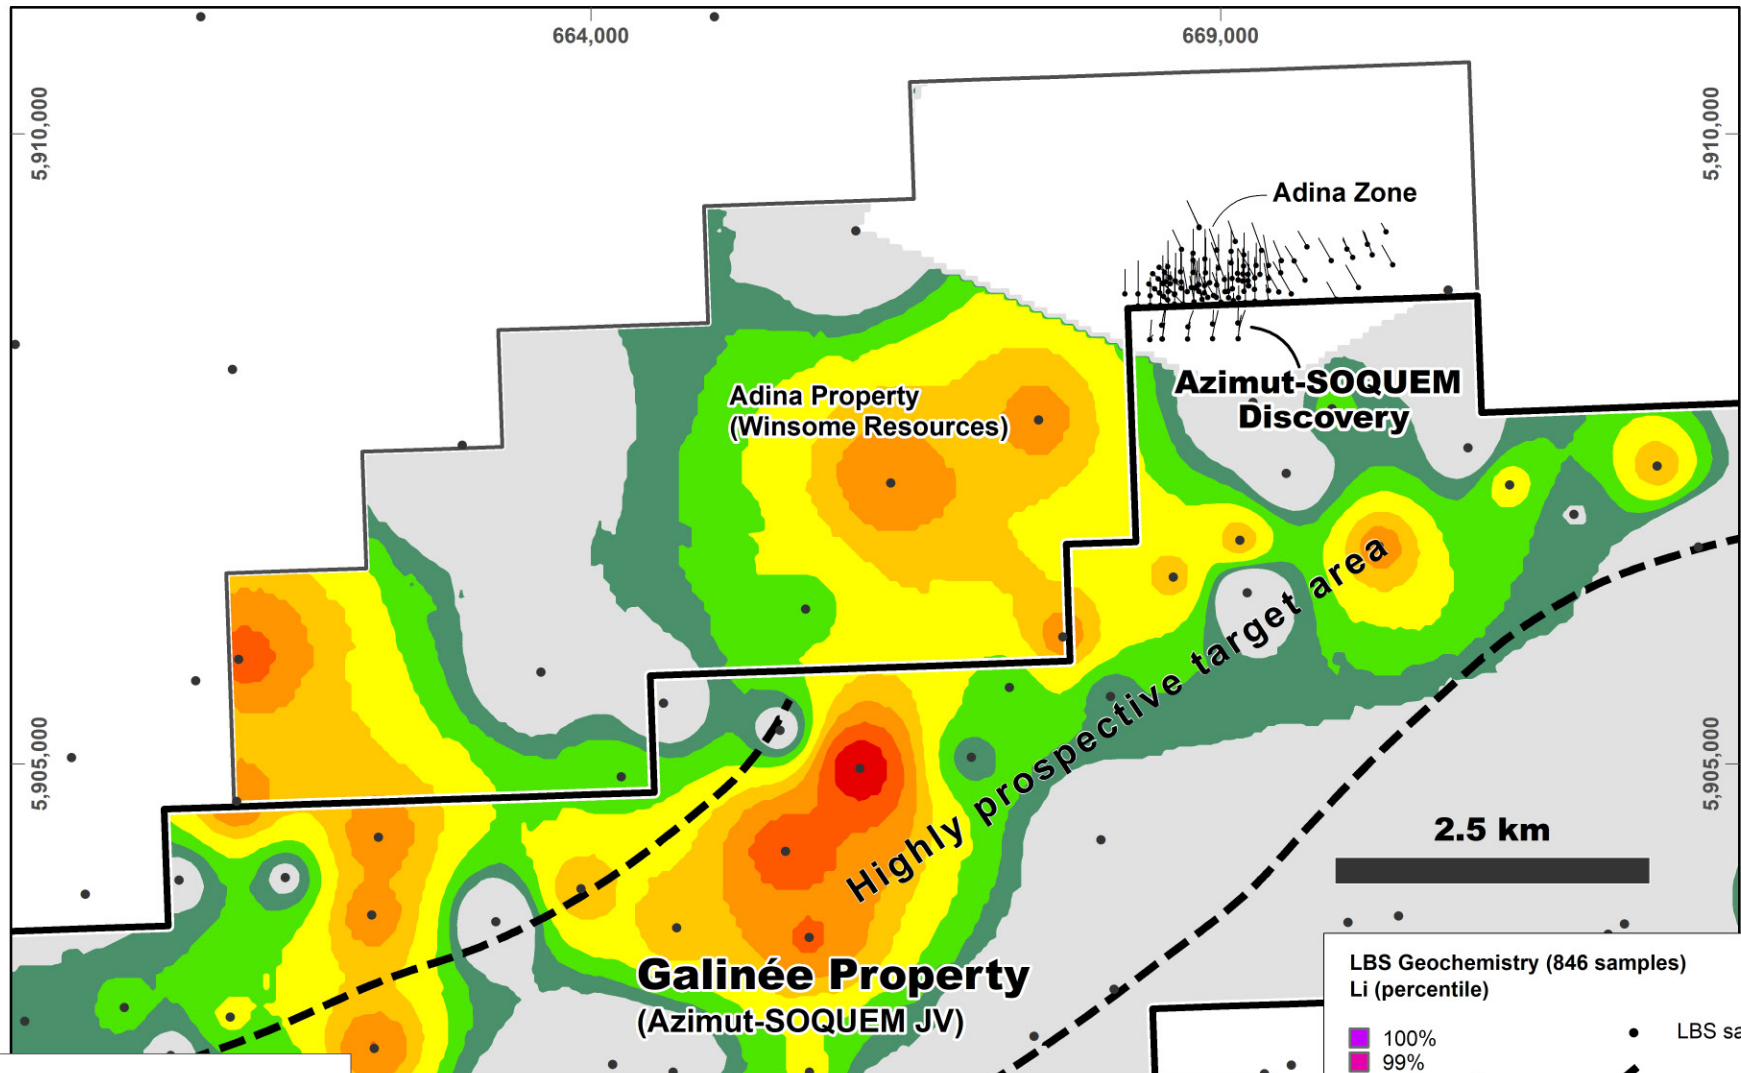 664,000
669,000
5,910,000
5,910,000
Adina Zone
Azimut-SOQUEM
Discovery
Adina Property
(Winsome Resources)
Highly prospective target area
5,905,000
5,905,000
2.5 km
Galinée Property
(Azimut-SOQUEM JV)
LBS Geochemistry (846 samples)
Li (percentile)
100%
99%
LBS sa